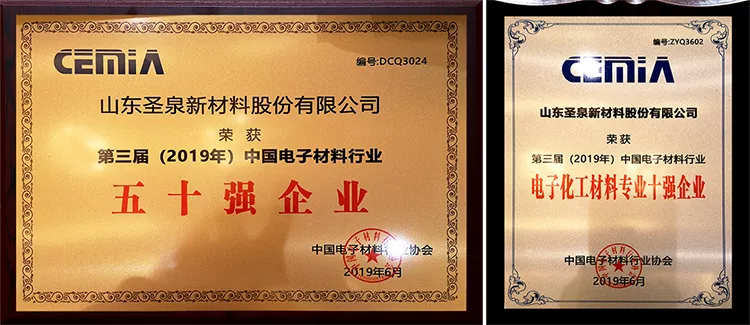 CEMIA
编号:DCQ3024
山东圣泉新材料股份有限公司
荣获
第三届（2019年）中国电子材料行业
五十强企业
中国电子材料行业协会
2019年6月
编号:ZYQ3602
CEMIA
山东圣泉新材料股份有限公司
荣获
第三届（2019年）中国电子材料行业
电子化工材料专业十强企业
中国电子材料行业协会
2019年6月